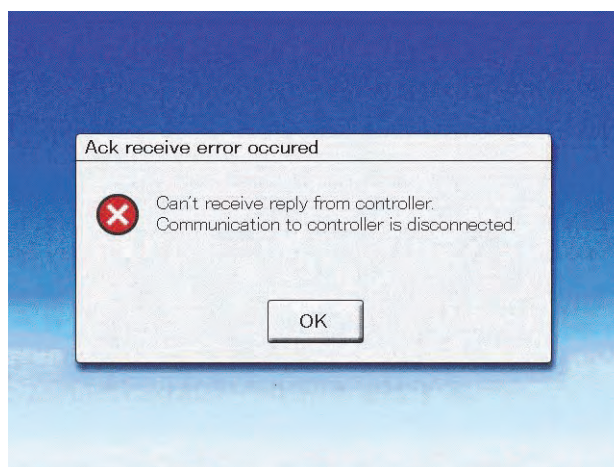 Ack receive error occured
Can't receive reply from controller.
Communication to controller is disconnected.
OK